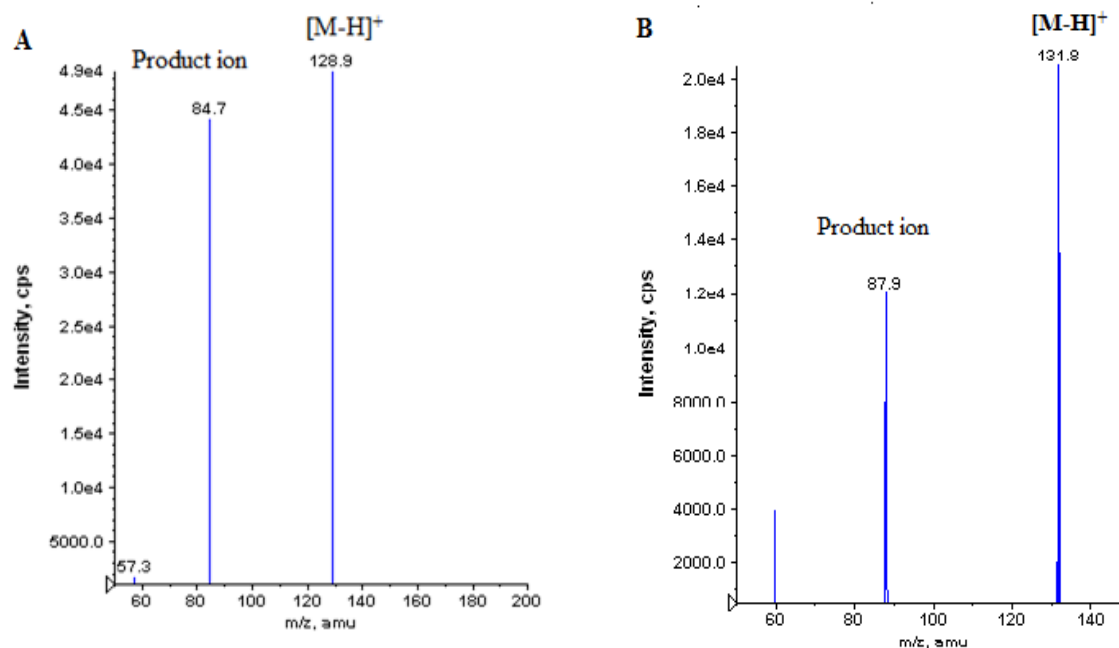 A
[M-H]+
Product ion
128.9
84.7
57.3
4.9e4
4.5e4
4.0e4
3.5e4
3.0e4
2.5e4
2.0e4
1.5e4
1.0e4
5000.0
Intensity, cps
60 80 100 120 140 160 180 200
m/z, amu
B
[M-H]+
131.8
Product ion
87.9
2.0e4
1.8e4
1.6e4
1.4e4
1.2e4
1.0e4
8000.0
6000.0
4000.0
2000.0
Intensity, cps
60 80 100 120 140
m/z, amu